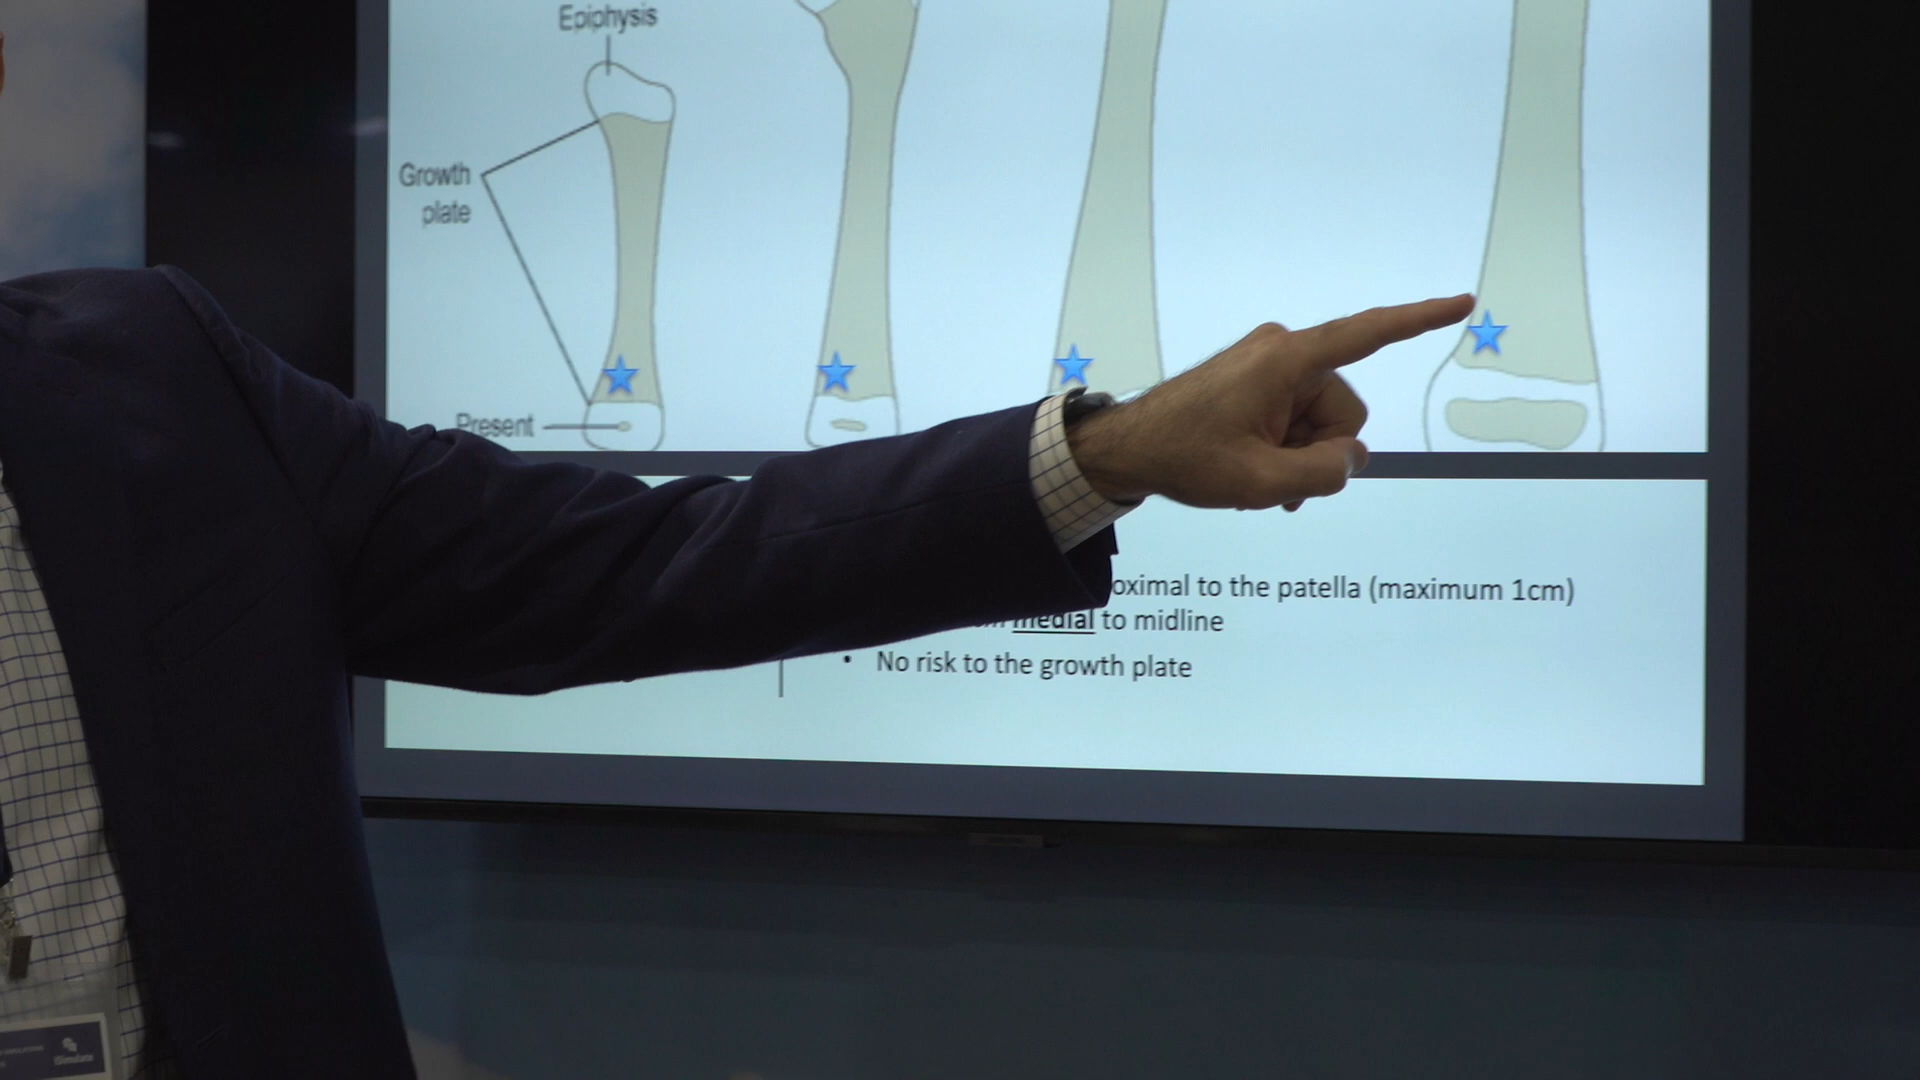 Epiphysis
Growth
plate
Present
oximal to the patella (maximum 1cm)
medial to midline
• No risk to the growth plate
iSimulate